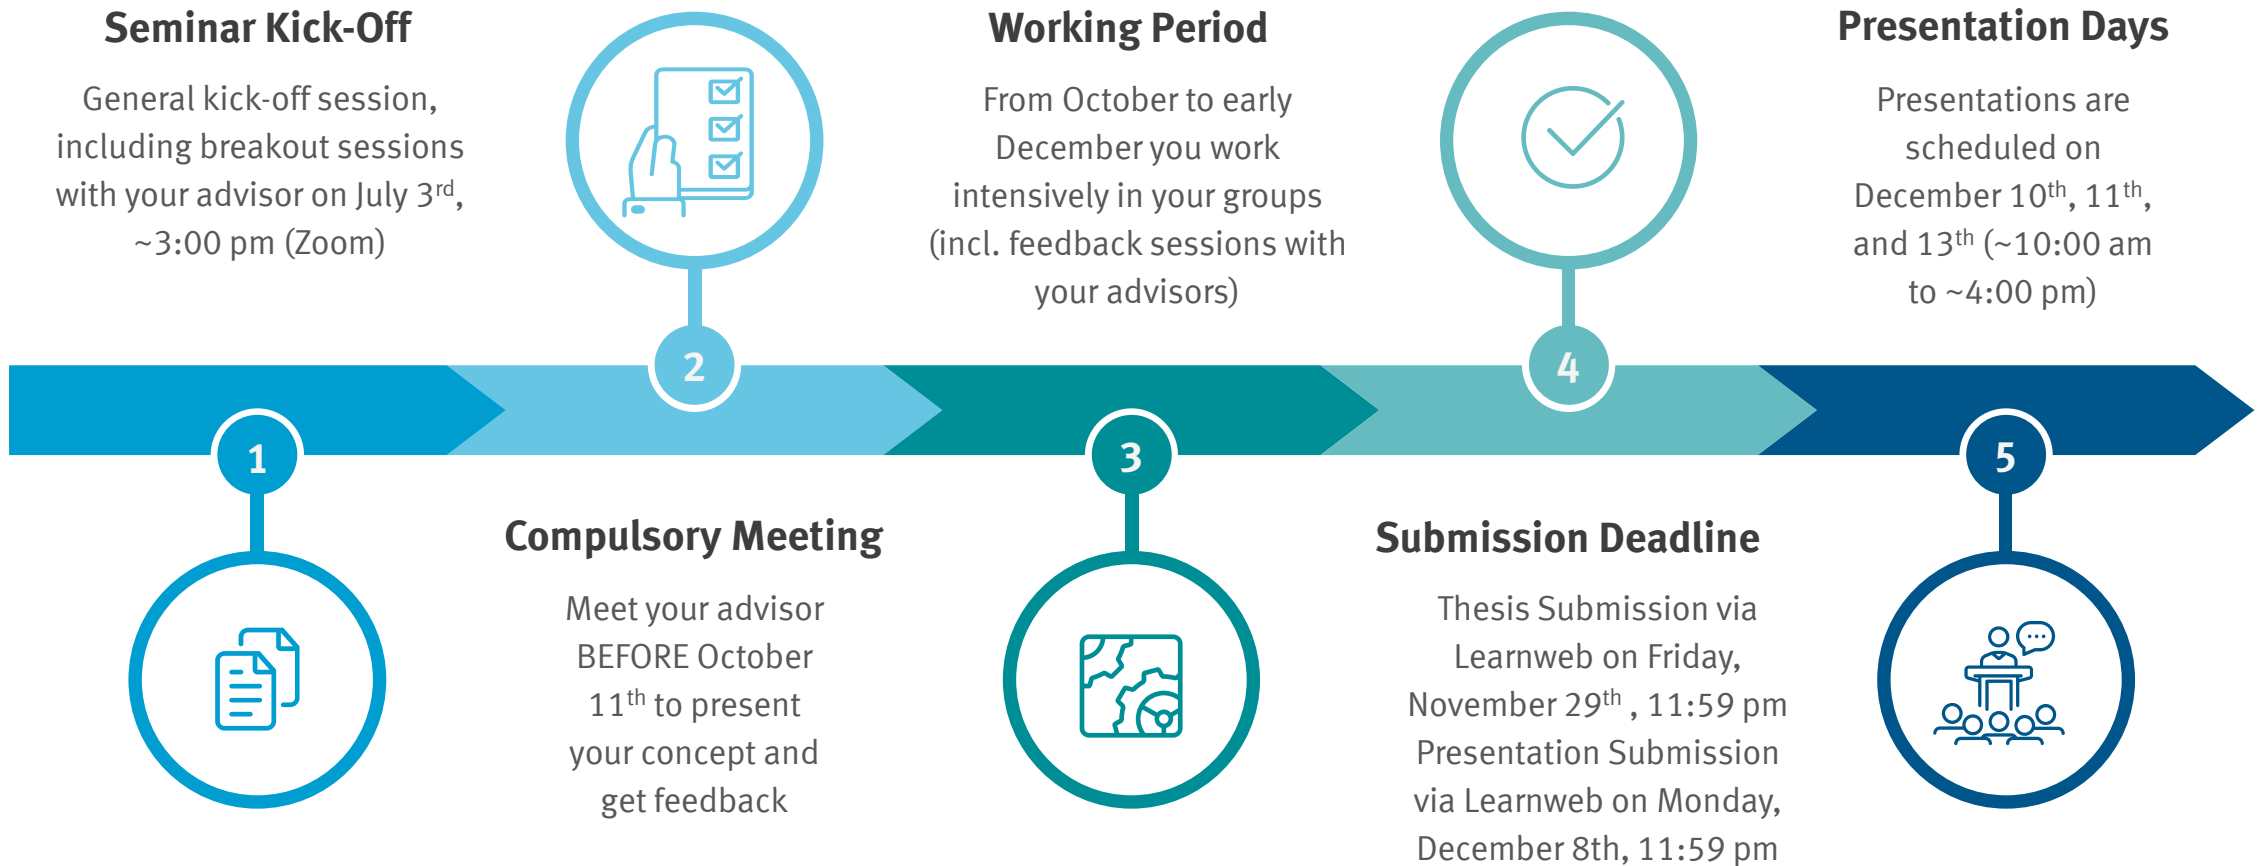 Seminar Kick-Off
General kick-off session,
including breakout sessions
with your advisor on July 3rd,
~3:00 pm (Zoom)
2
Working Period
From October to early
December you work
intensively in your groups
(incl. feedback sessions with
your advisors)
4
Presentation Days
Presentations are
scheduled on
December 10th, 11th,
and 13th (~10:00 am
to ~4:00 pm)
1
Compulsory Meeting
Meet your advisor
BEFORE October
11th to present
your concept and
get feedback
3
Submission Deadline
Thesis Submission via
Learnweb on Friday,
November 29th , 11:59 pm
Presentation Submission
via Learnweb on Monday,
December 8th, 11:59 pm
5